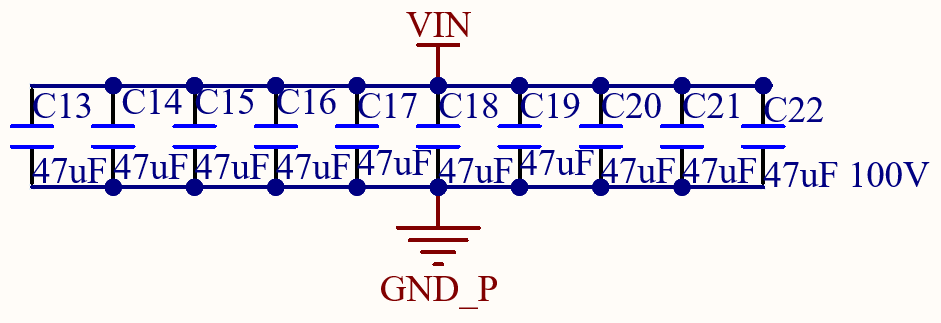 VIN
C13 C14 C15 C16 C17 C18 C19 C20 C21 C22
47uF 47uF 47uF 47uF 47uF 47uF 47uF 47uF 47uF 47uF 100V
GND_P